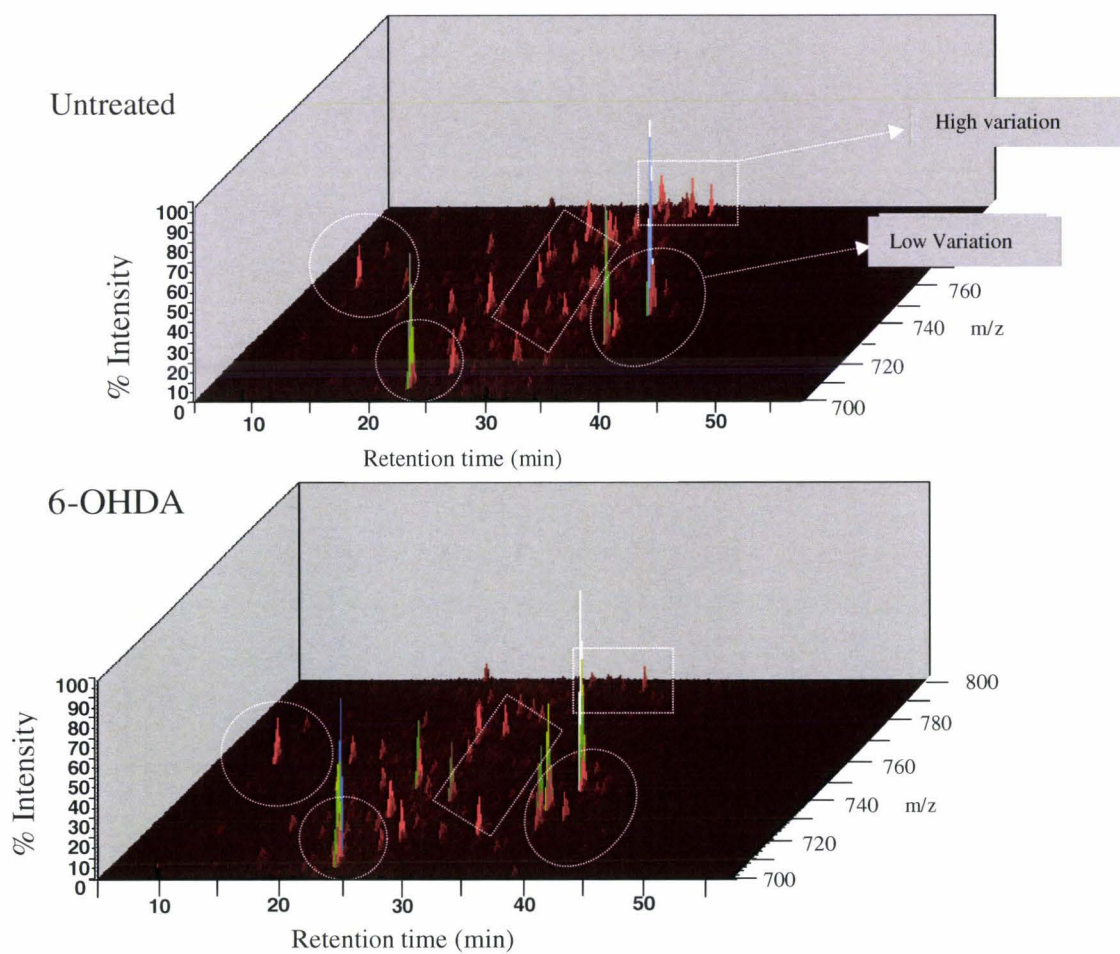 Untreated
High variation
Low Variation
% Intensity
100
90
80
70
60
50
40
30
20
10
0
10 20 30 40 50
760
740 m/z
720
700
Retention time (min)
6-OHDA
% Intensity
100
90
80
70
60
50
40
30
20
10
0
10 20 30 40 50
800
780
760
740 m/z
720
700
Retention time (min)